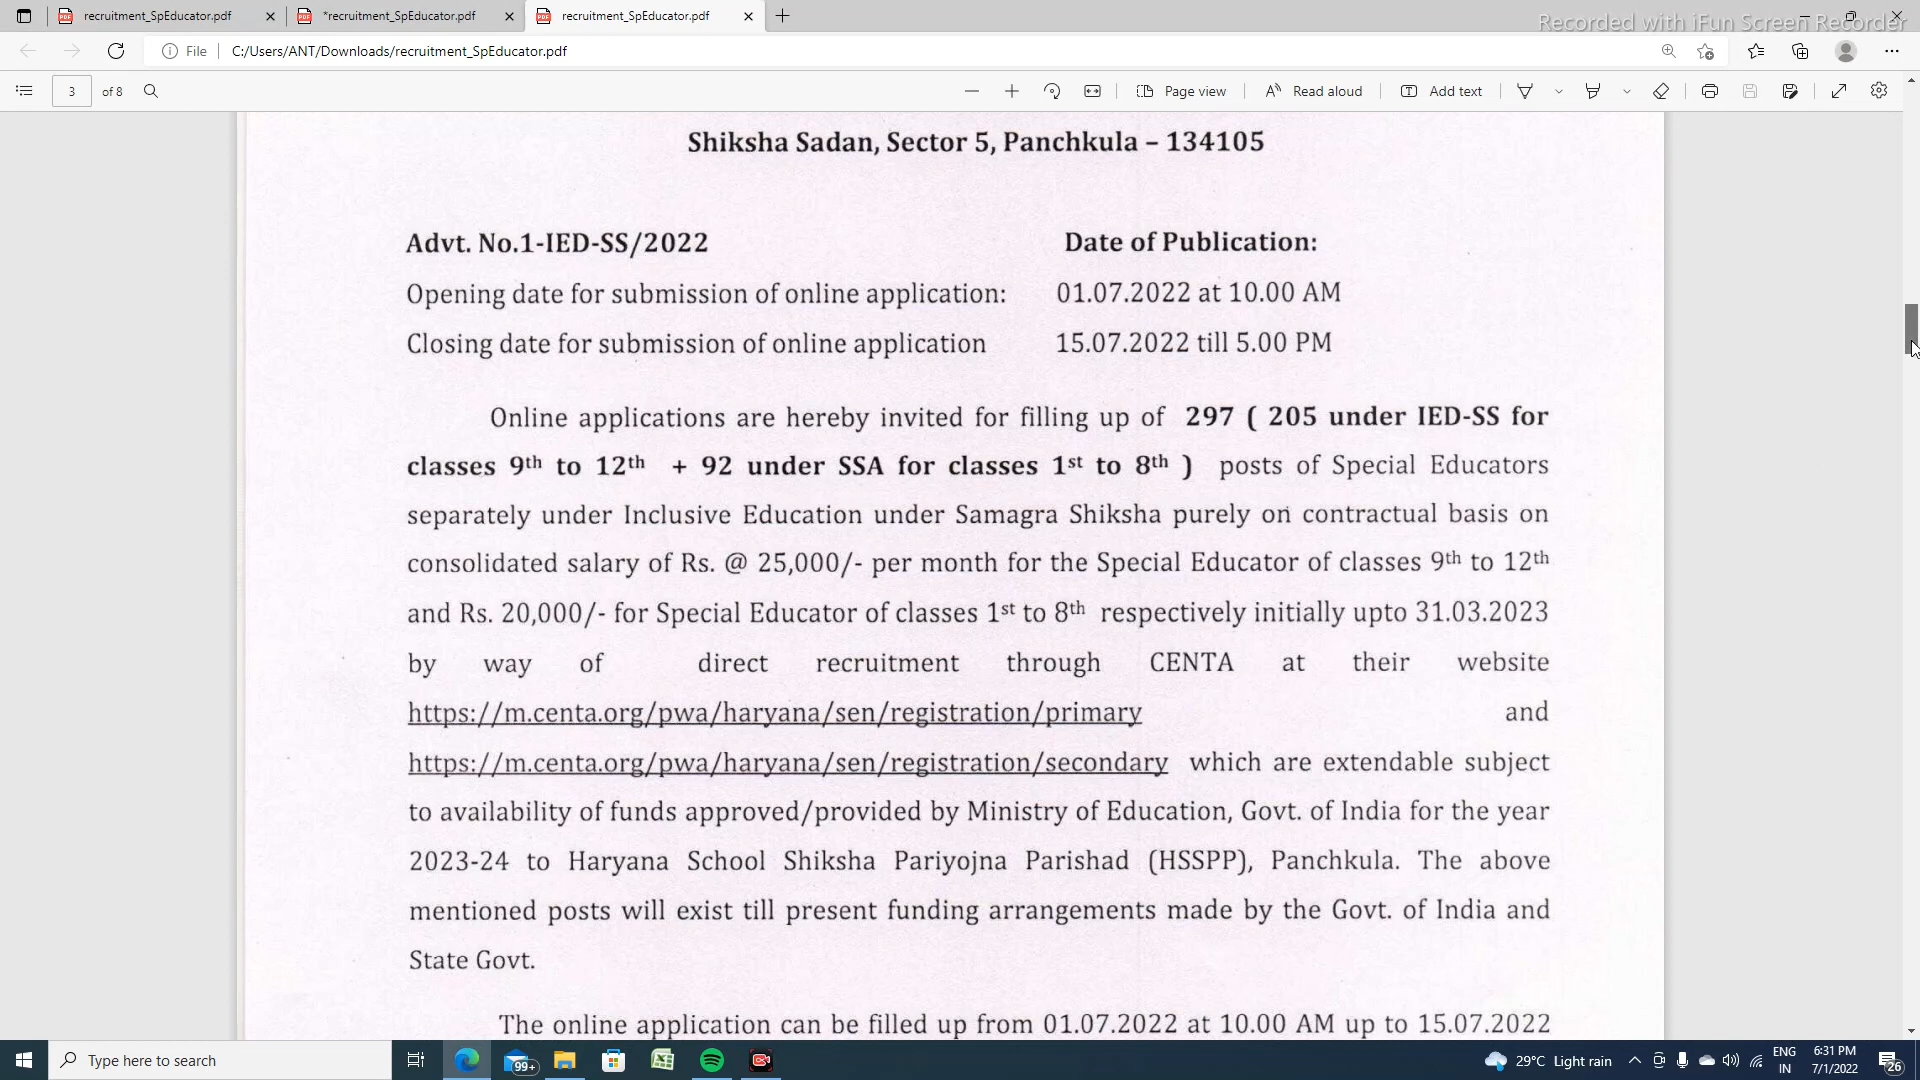 recruitment_SpEducator.pdf
*recruitment_SpEducator.pdf
recruitment_SpEducator.pdf
Recorded with iFun Screen Recorder
File
C:/Users/ANT/Downloads/recruitment_SpEducator.pdf
3 of 8
Page view
Read aloud
Add text
Shiksha Sadan, Sector 5, Panchkula – 134105
Advt. No.1-IED-SS/2022 Date of Publication:
Opening date for submission of online application: 01.07.2022 at 10.00 AM
Closing date for submission of online application 15.07.2022 till 5.00 PM
Online applications are hereby invited for filling up of 297 ( 205 under IED-SS for
classes 9th to 12th + 92 under SSA for classes 1st to 8th ) posts of Special Educators
separately under Inclusive Education under Samagra Shiksha purely on contractual basis on
consolidated salary of Rs. @ 25,000/- per month for the Special Educator of classes 9th to 12th
and Rs. 20,000/- for Special Educator of classes 1st to 8th respectively initially upto 31.03.2023
by way of direct recruitment through CENTA at their website
https://m.centa.org/pwa/haryana/sen/registration/primary and
https://m.centa.org/pwa/haryana/sen/registration/secondary which are extendable subject
to availability of funds approved/provided by Ministry of Education, Govt. of India for the year
2023-24 to Haryana School Shiksha Pariyojna Parishad (HSSPP), Panchkula. The above
mentioned posts will exist till present funding arrangements made by the Govt. of India and
State Govt.
The online application can be filled up from 01.07.2022 at 10.00 AM up to 15.07.2022
Type here to search
99+
29°C Light rain
ENG
IN
6:31 PM
7/1/2022
26